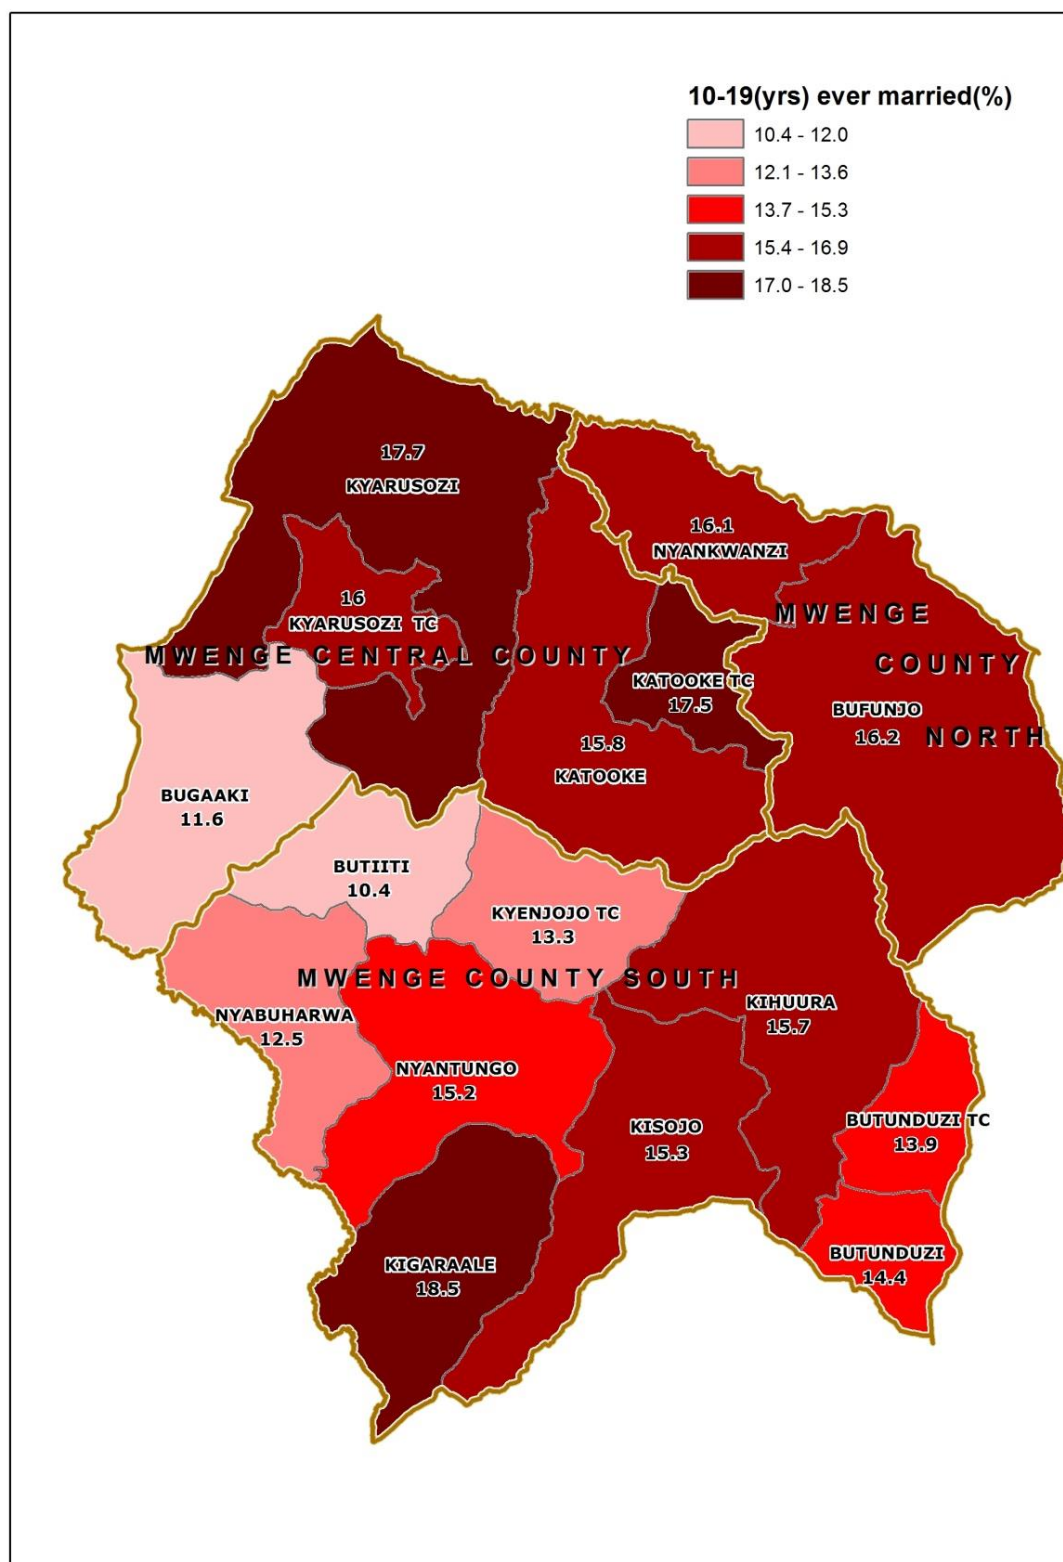 10-19(yrs) ever married(%)
10.4 - 12.0
12.1 - 13.6
13.7 - 15.3
15.4 - 16.9
17.0 - 18.5
17.7
KYARUSOZI
16.1
NYANKWANZI
16
KYARUSOZI TC
MWENGE
COUNTY
NORTH
MWENGE CENTRAL COUNTY
KATOOKE TC
17.5
BUFUNJO
16.2
15.8
KATOOKE
BUGAAKI
11.6
BUTIITI
10.4
KYENJOJO TC
13.3
MWENGE COUNTY SOUTH
NYABUHARWA
12.5
KIHUURA
15.7
NYANTUNGO
15.2
KISOJO
15.3
BUTUNDUZI TC
13.9
BUTUNDUZI
14.4
KIGARAALE
18.5